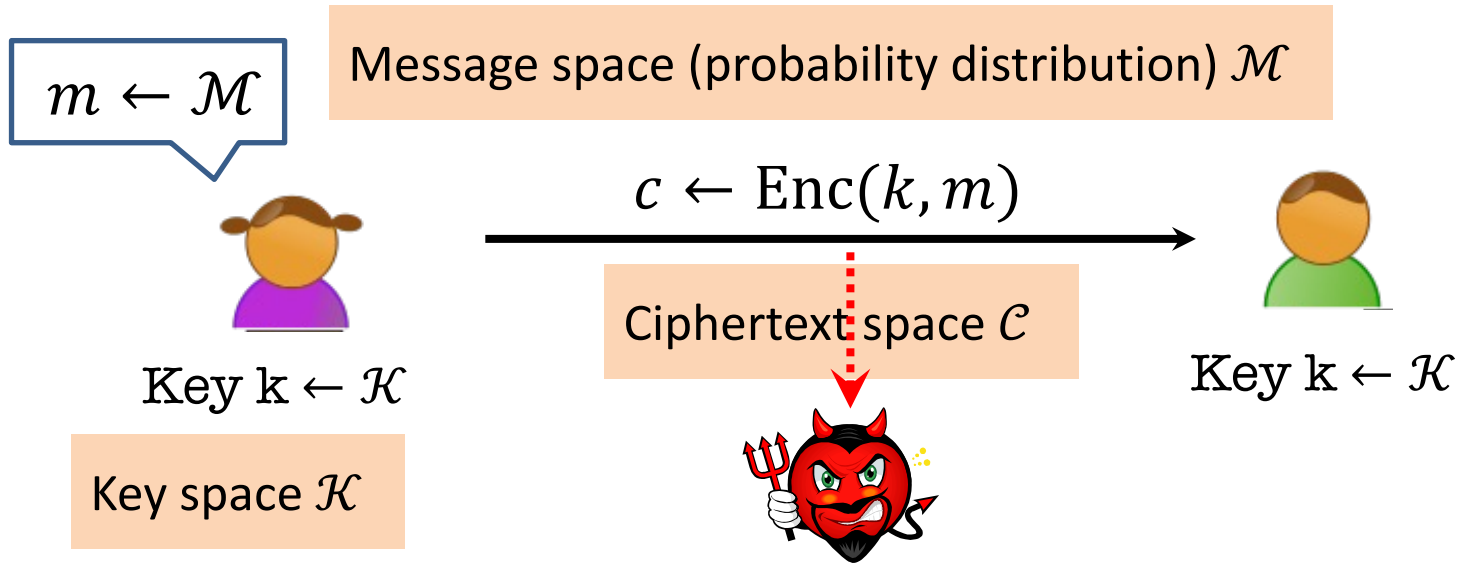 Message space (probability distribution) ℳ
𝑚 ← ℳ
𝑐 ← Enc(𝑘, 𝑚)
Ciphertext space 𝒞
Key k ← 𝒦
Key k ← 𝒦
Key space 𝒦